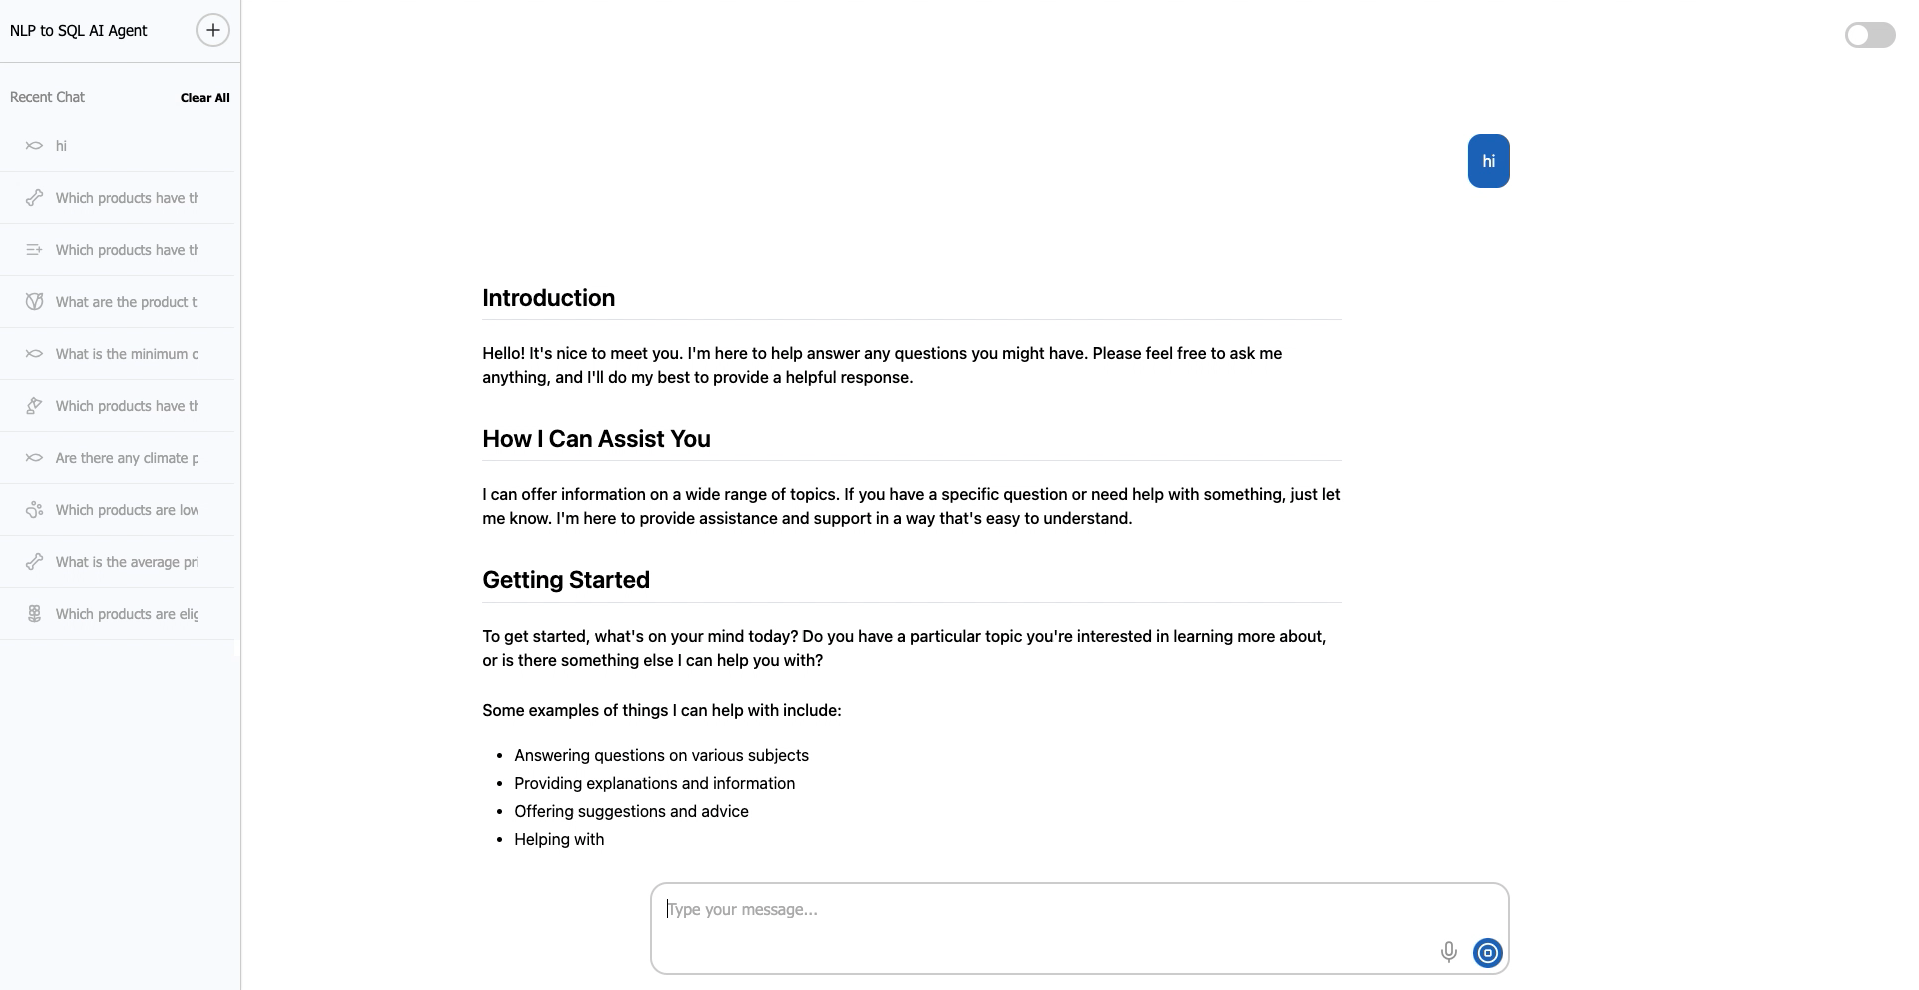 NLP to SQL AI Agent
Recent Chat
Clear All
hi
Which products have th
Which products have th
What are the product t
What is the minimum c
Which products have th
Are there any climate p
Which products are low
What is the average pri
Which products are elig
hi
Introduction
Hello! It's nice to meet you. I'm here to help answer any questions you might have. Please feel free to ask me
anything, and I'll do my best to provide a helpful response.
How I Can Assist You
I can offer information on a wide range of topics. If you have a specific question or need help with something, just let
me know. I'm here to provide assistance and support in a way that's easy to understand.
Getting Started
To get started, what's on your mind today? Do you have a particular topic you're interested in learning more about,
or is there something else I can help you with?
Some examples of things I can help with include:
• Answering questions on various subjects
• Providing explanations and information
• Offering suggestions and advice
• Helping with
Type your message...